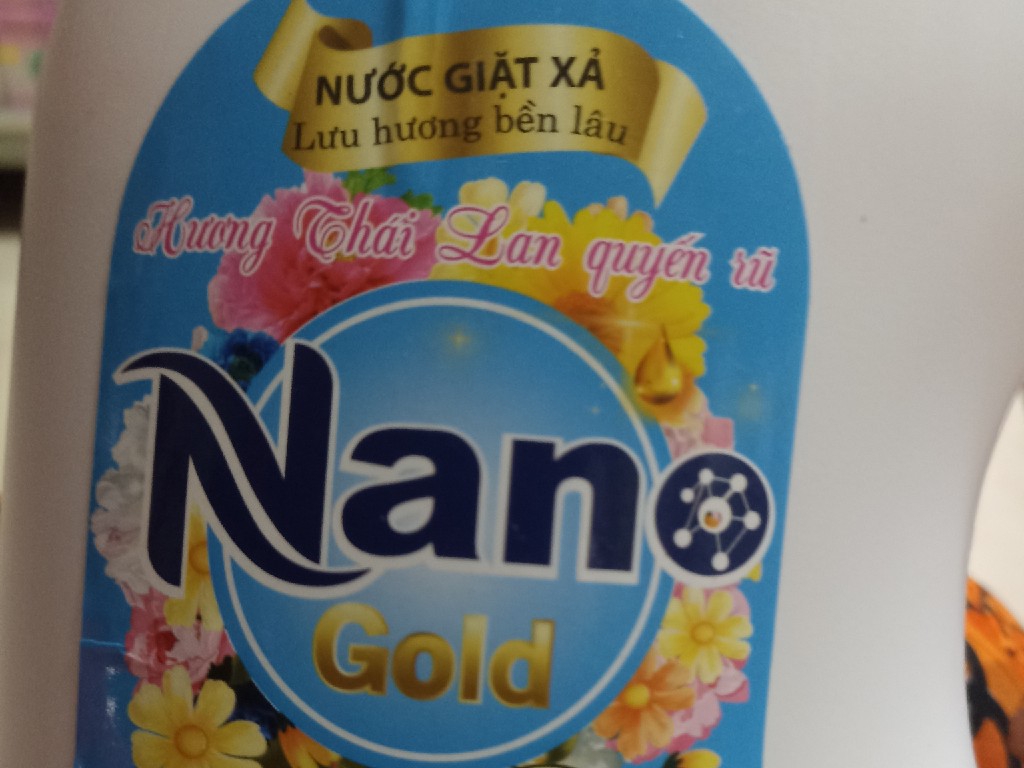 NƯỚC GIẶT XẢ
Lưu hương bền lâu
Hương Thái Lan quyến rũ
Nano
Gold